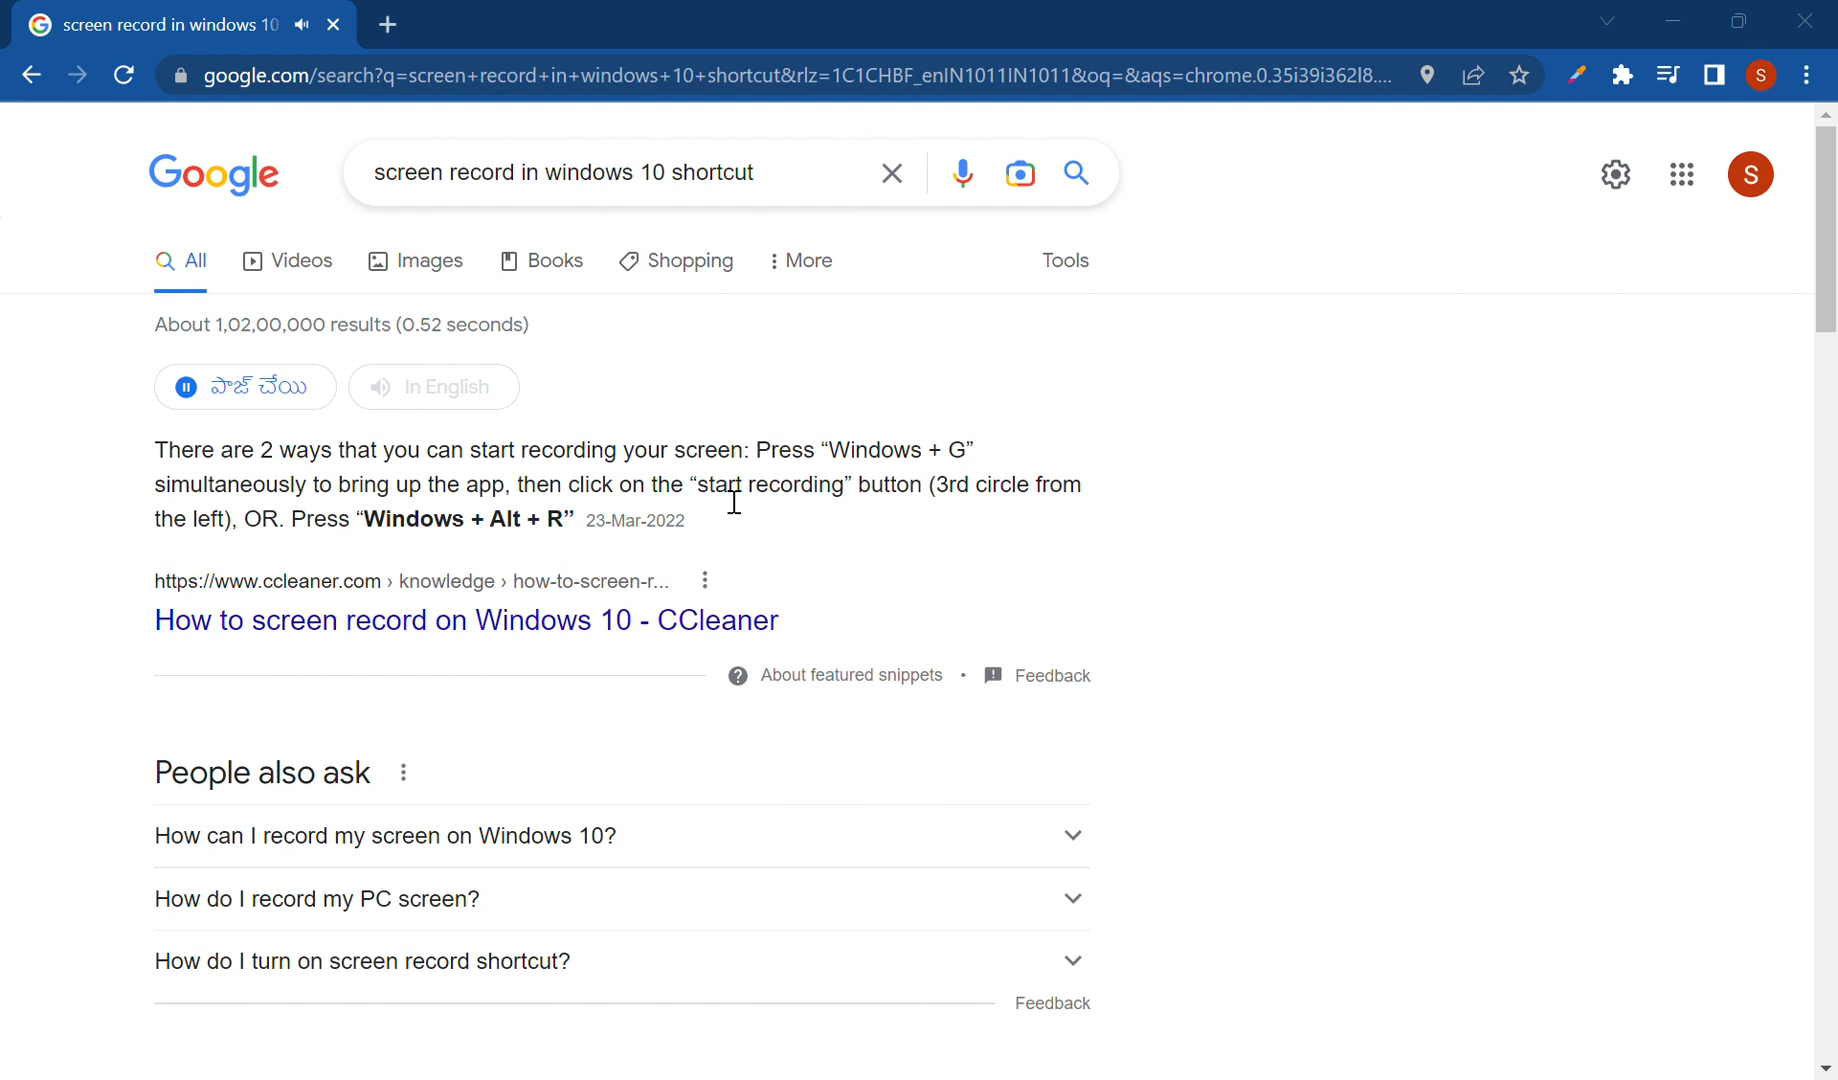 screen record in windows 10
google.com/search?q=screen+record+in+windows+10+shortcut&rlz=1C1CHBF_enIN1011IN1011&oq=&aqs=chrome.0.35i39i362l8....
S
Google
screen record in windows 10 shortcut
S
All Videos Images Books Shopping More Tools
About 1,02,00,000 results (0.52 seconds)
పాజ్ చేయి In English
There are 2 ways that you can start recording your screen: Press “Windows + G”
simultaneously to bring up the app, then click on the “start recording” button (3rd circle from
the left), OR. Press “Windows + Alt + R” 23-Mar-2022
https://www.ccleaner.com › knowledge › how-to-screen-r...
How to screen record on Windows 10 - CCleaner
About featured snippets • Feedback
People also ask
How can I record my screen on Windows 10?
How do I record my PC screen?
How do I turn on screen record shortcut?
Feedback